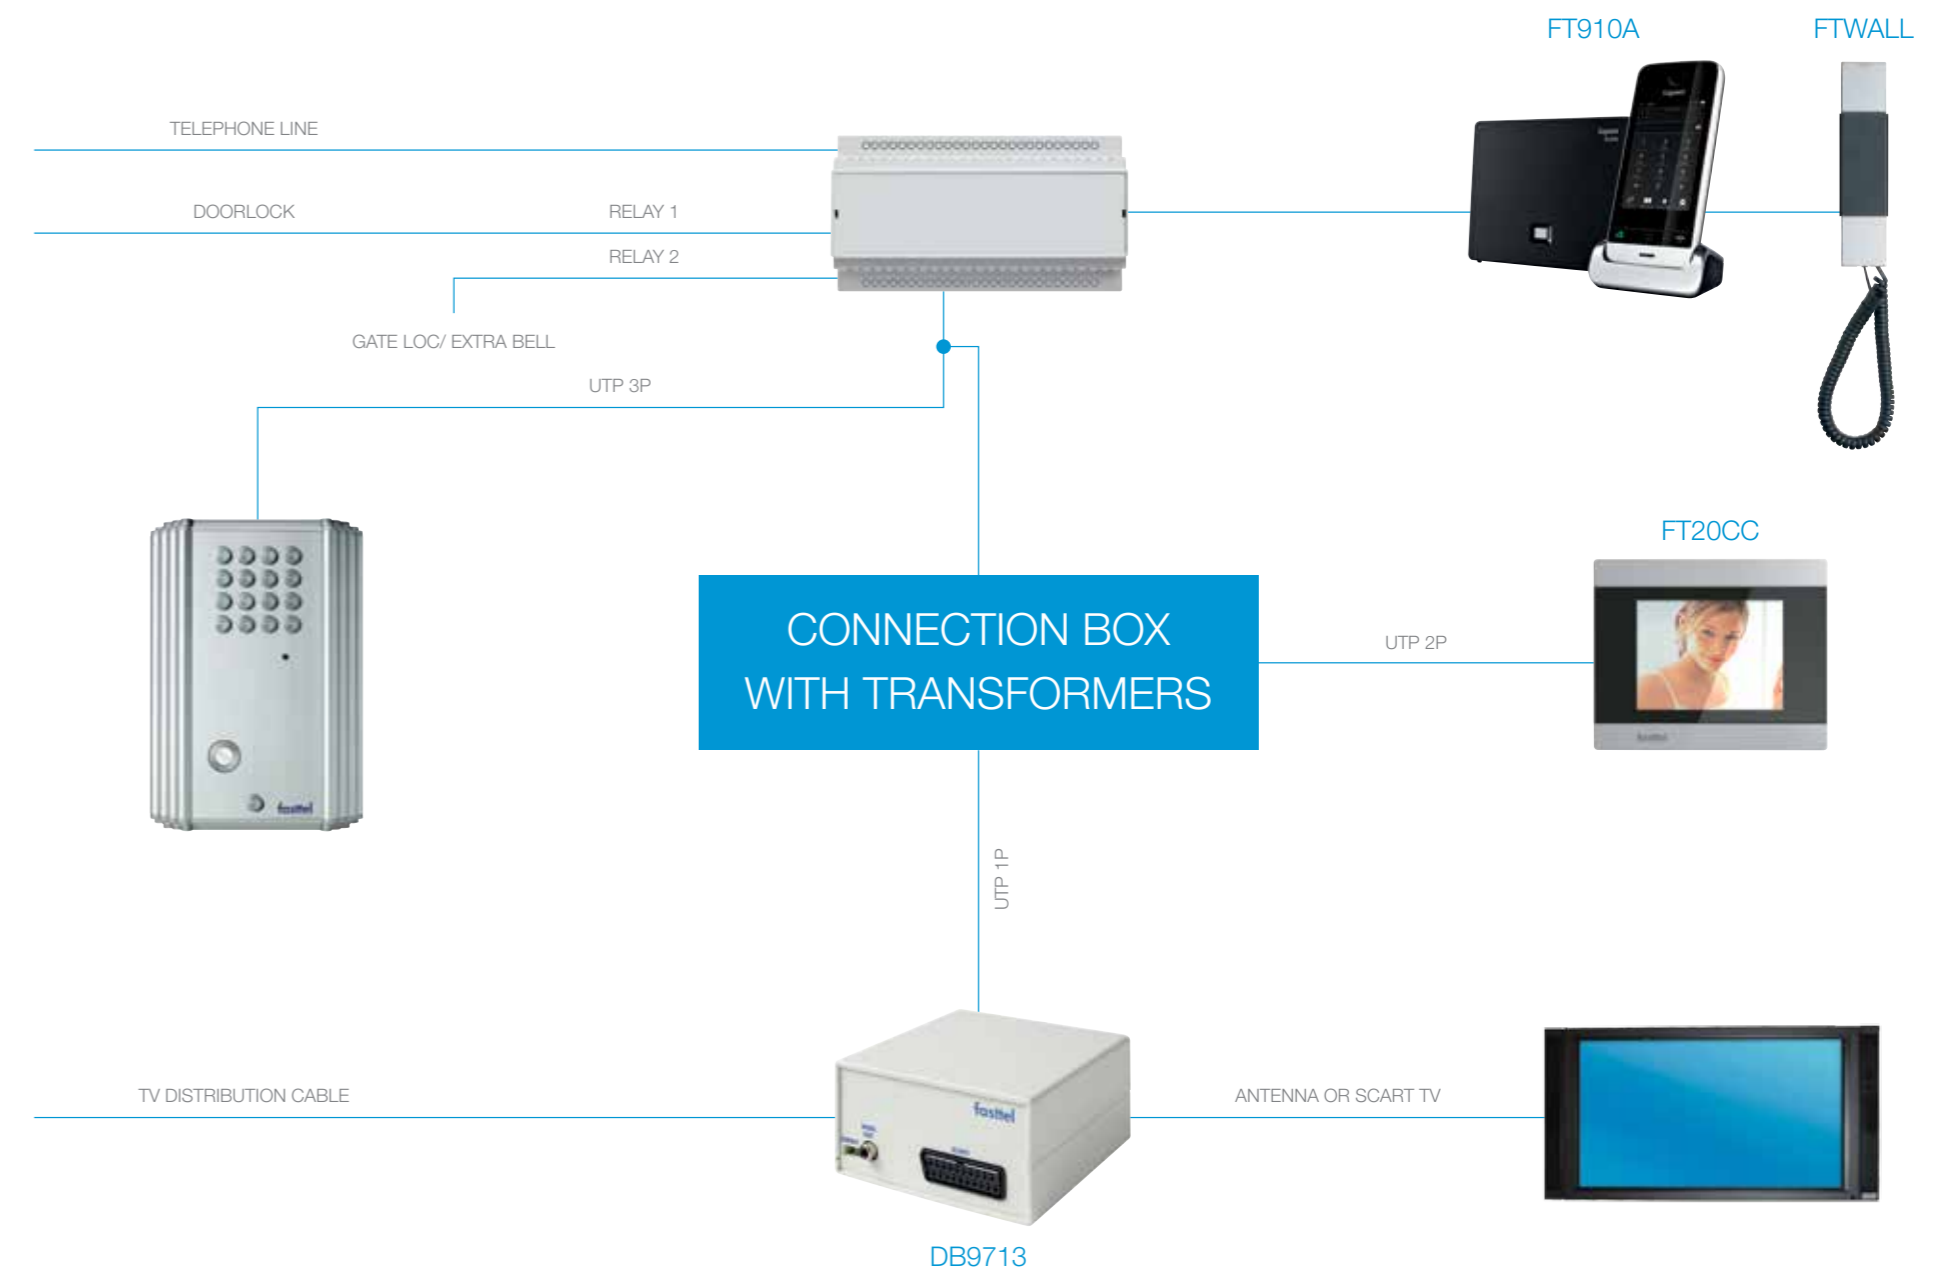 FT910A
FTWALL
TELEPHONE LINE
DOORLOCK
RELAY 1
RELAY 2
GATE LOC/ EXTRA BELL
UTP 3P
FT20CC
CONNECTION BOX
WITH TRANSFORMERS
UTP 2P
fasttel
UTP 1P
TV DISTRIBUTION CABLE
fasttel
ANTENNA OR SCART TV
DB9713